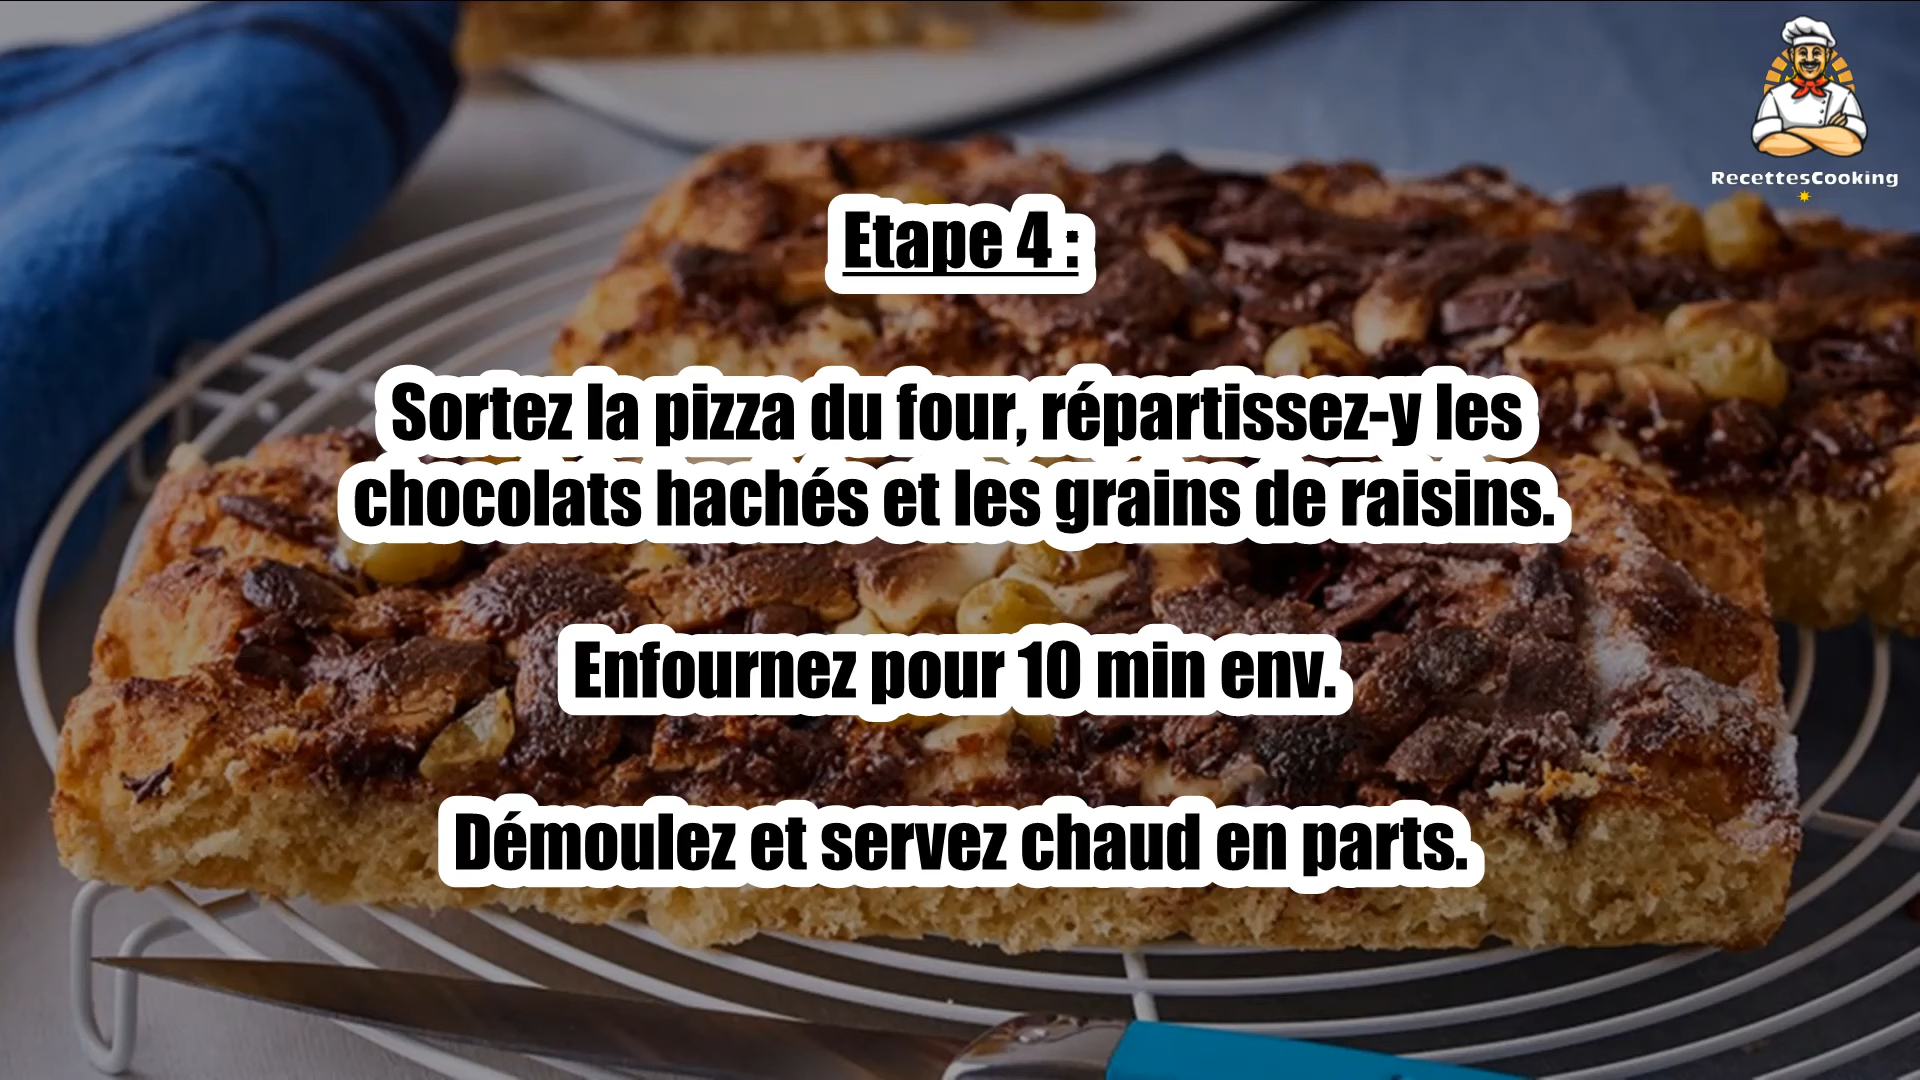 RecettesCooking
Etape 4 :
Sortez la pizza du four, répartissez-y les
chocolats hachés et les grains de raisins.
Enfournez pour 10 min env.
Démoulez et servez chaud en parts.